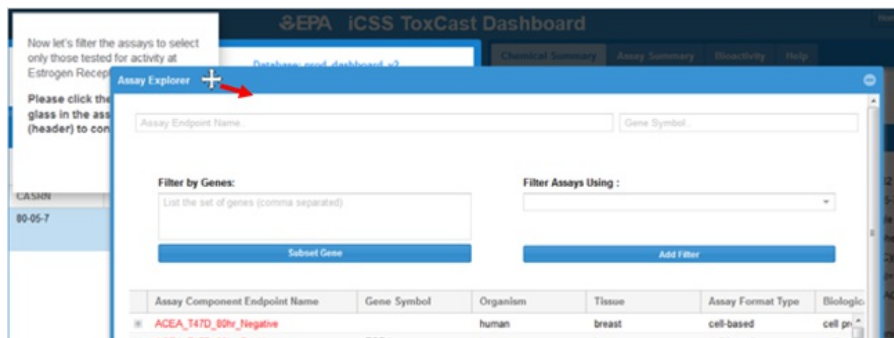 EPA iCSS ToxCast Dashboard
Now let's filter the assays to select
only those tested for activity at
Estrogen Recep
Please click the
glass in the ass
(header) to con
Database: prod_dashboard_v2
Chemical Summary Assay Summary Bioactivity Help
Assay Explorer
Assay Endpoint Name..
Gene Symbol..
Filter by Genes:
Filter Assays Using :
List the set of genes (comma separated)
Subset Gene
Add Filter
CASRN
80-05-7
Assay Component Endpoint Name Gene Symbol Organism Tissue Assay Format Type Biologic
ACEA_T47D_80hr_Negative human breast cell-based cell pr